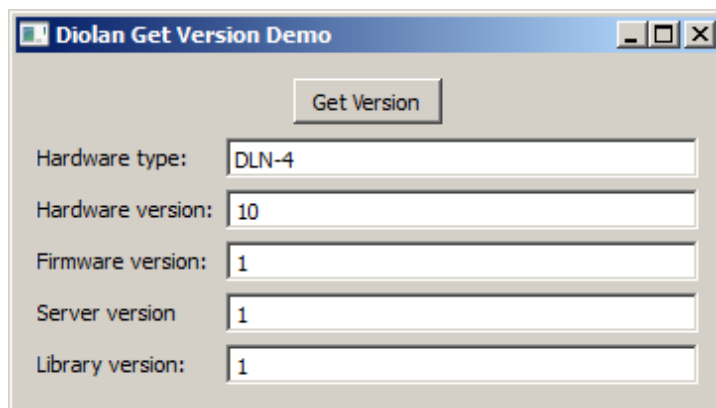 Diolan Get Version Demo
Get Version
Hardware type: DLN-4
Hardware version: 10
Firmware version: 1
Server version 1
Library version: 1